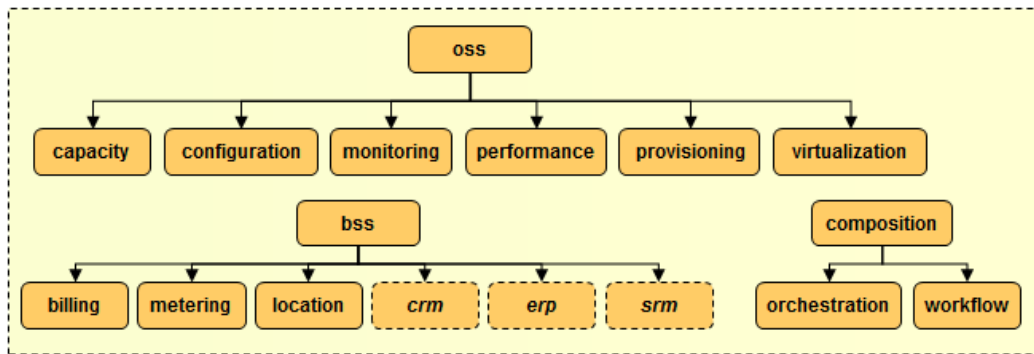 oss
capacity configuration monitoring performance provisioning virtualization
bss composition
billing metering location crm erp srm orchestration workflow